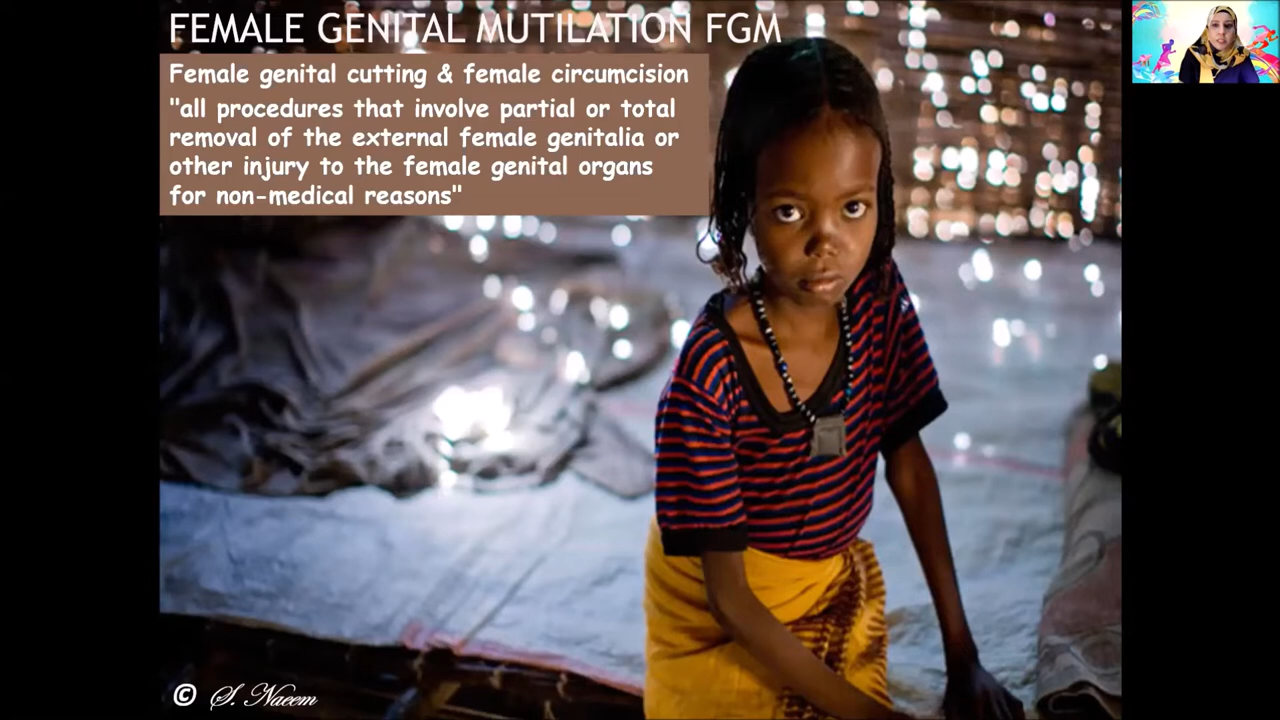 FEMALE GENITAL MUTILATION FGM
Female genital cutting & female circumcision
"all procedures that involve partial or total
removal of the external female genitalia or
other injury to the female genital organs
for non-medical reasons"
© S. Naeem